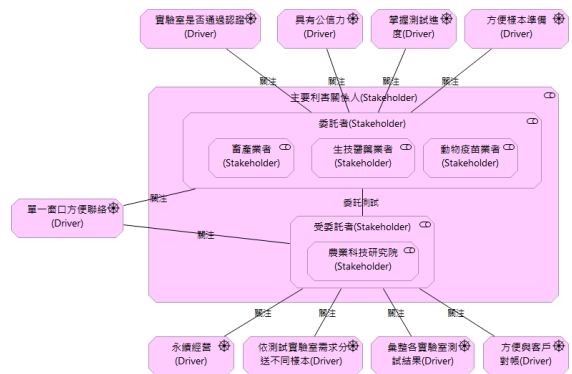 實驗室是否通過認證
(Driver)
具有公信力
(Driver)
掌握測試進
度(Driver)
方便樣本準備
(Driver)
關注
關注
關注
關注
主要利害關係人(Stakeholder)
委託者(Stakeholder)
畜產業者
(Stakeholder)
生技醫藥業者
(Stakeholder)
動物疫苗業者
(Stakeholder)
單一窗口方便聯絡
(Driver)
關注
委託測試
關注
受委託者(Stakeholder)
農業科技研究院
(Stakeholder)
關注
關注
關注
關注
永續經營
(Driver)
依測試實驗室需求分
送不同樣本(Driver)
彙整各實驗室測
試結果(Driver)
方便與客戶
對帳(Driver)